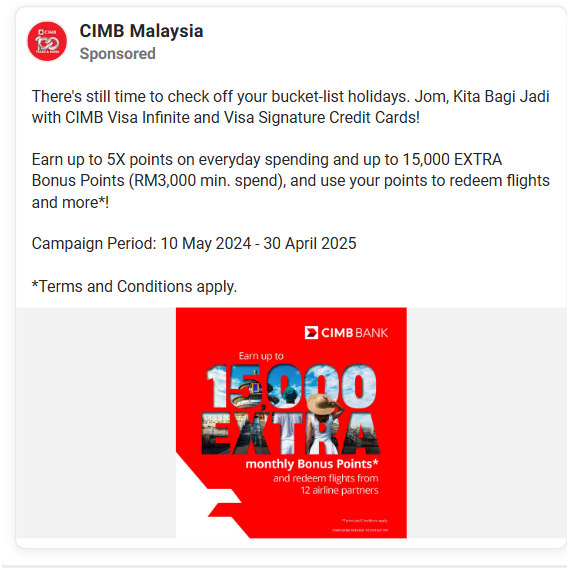 CIMB Malaysia
Sponsored
There's still time to check off your bucket-list holidays. Jom, Kita Bagi Jadi
with CIMB Visa Infinite and Visa Signature Credit Cards!
Earn up to 5X points on everyday spending and up to 15,000 EXTRA
Bonus Points (RM3,000 min. spend), and use your points to redeem flights
and more*!
Campaign Period: 10 May 2024 - 30 April 2025
*Terms and Conditions apply.
CIMB BANK
Earn up to
15,000
EXTRA
monthly Bonus Points*
and redeem flights from
12 airline partners
*Terms and Conditions apply.